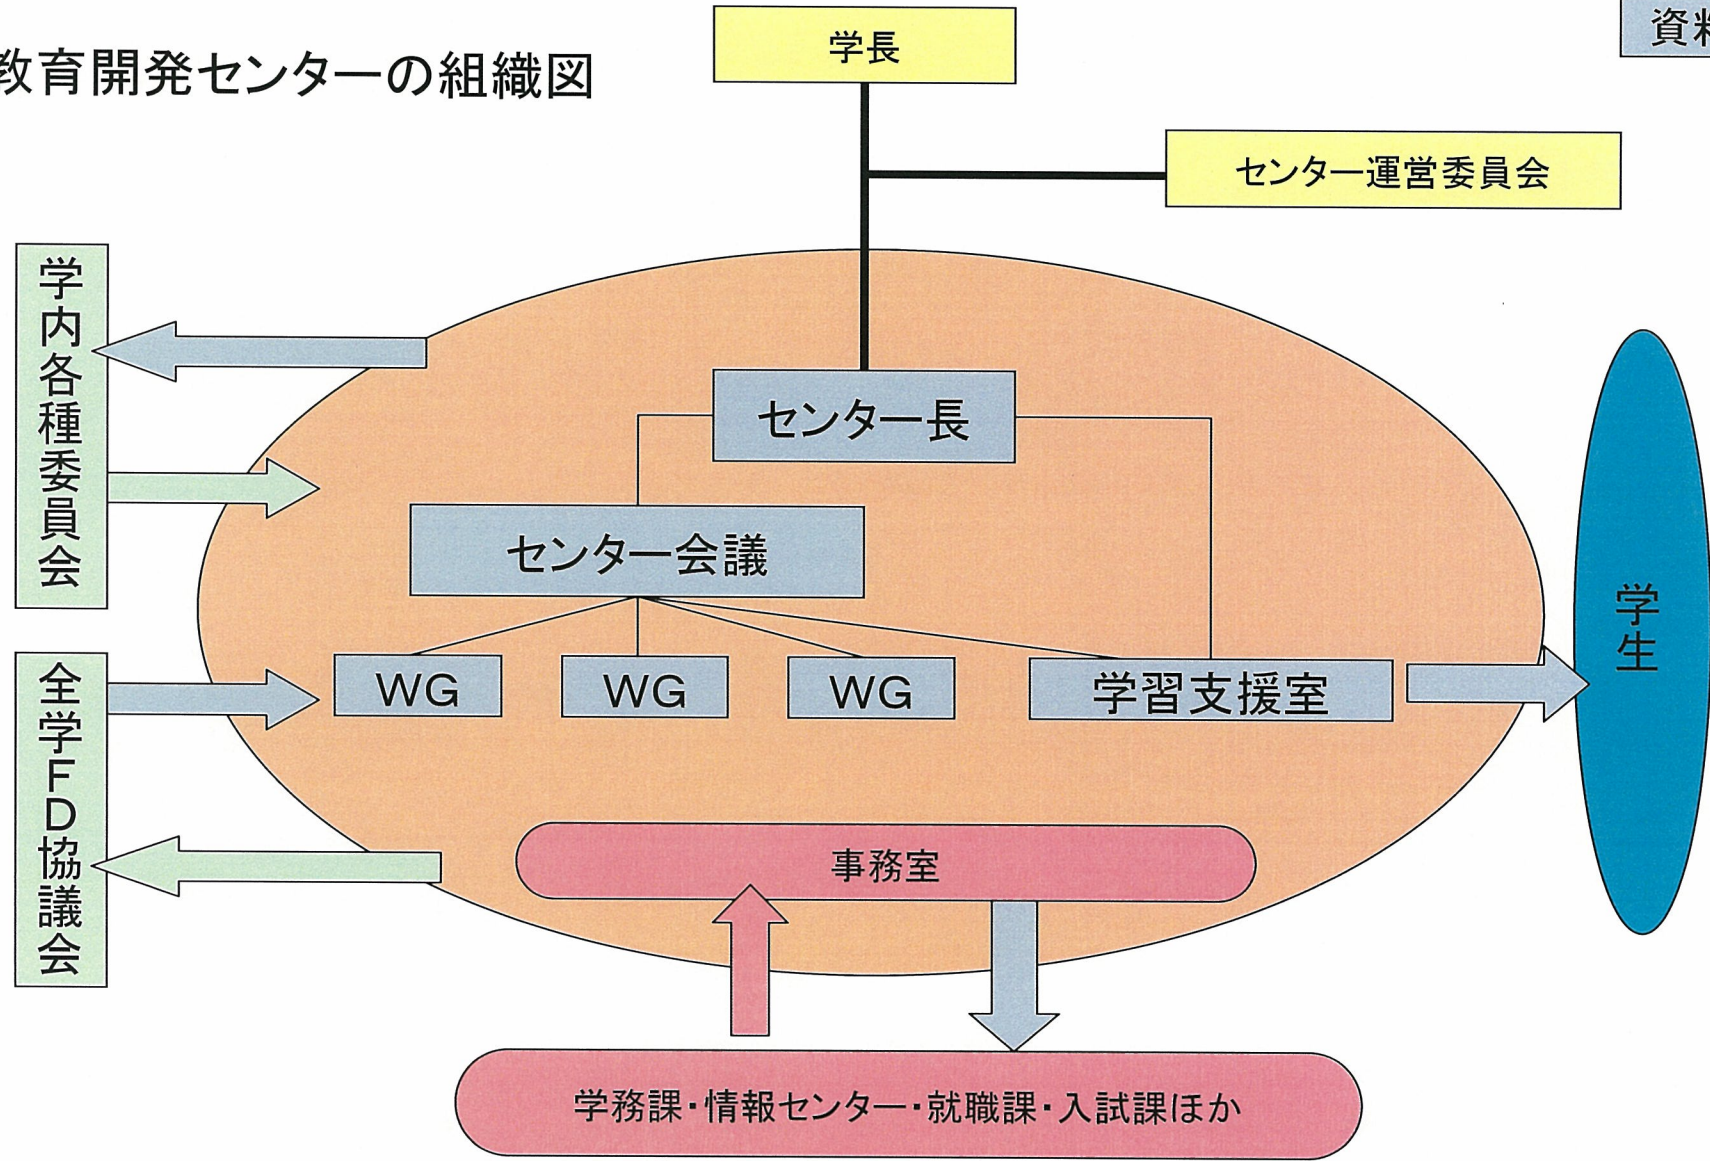 学長
資料
教育開発センターの組織図
センター運営委員会
学内各種委員会
センター長
センター会議
学生
WG
WG
WG
学習支援室
全学FD協議会
事務室
学務課・情報センター・就職課・入試課ほか